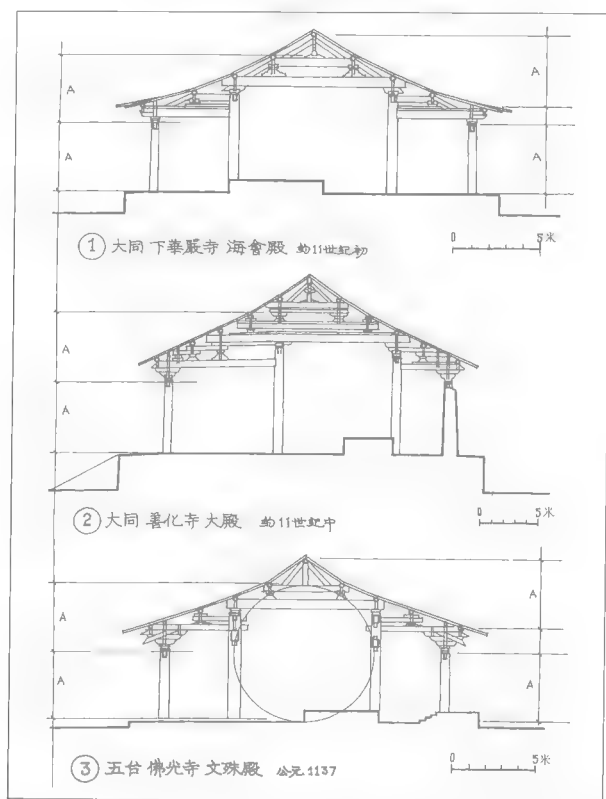 A
A
A
A
① 大同 下華嚴寺 海會殿 約11世紀初
0 5米
A
A
② 大同 善化寺 大殿 約11世紀中
0 5米
A
A
A
A
③ 五台 佛光寺 文殊殿 公元1137
0 5米